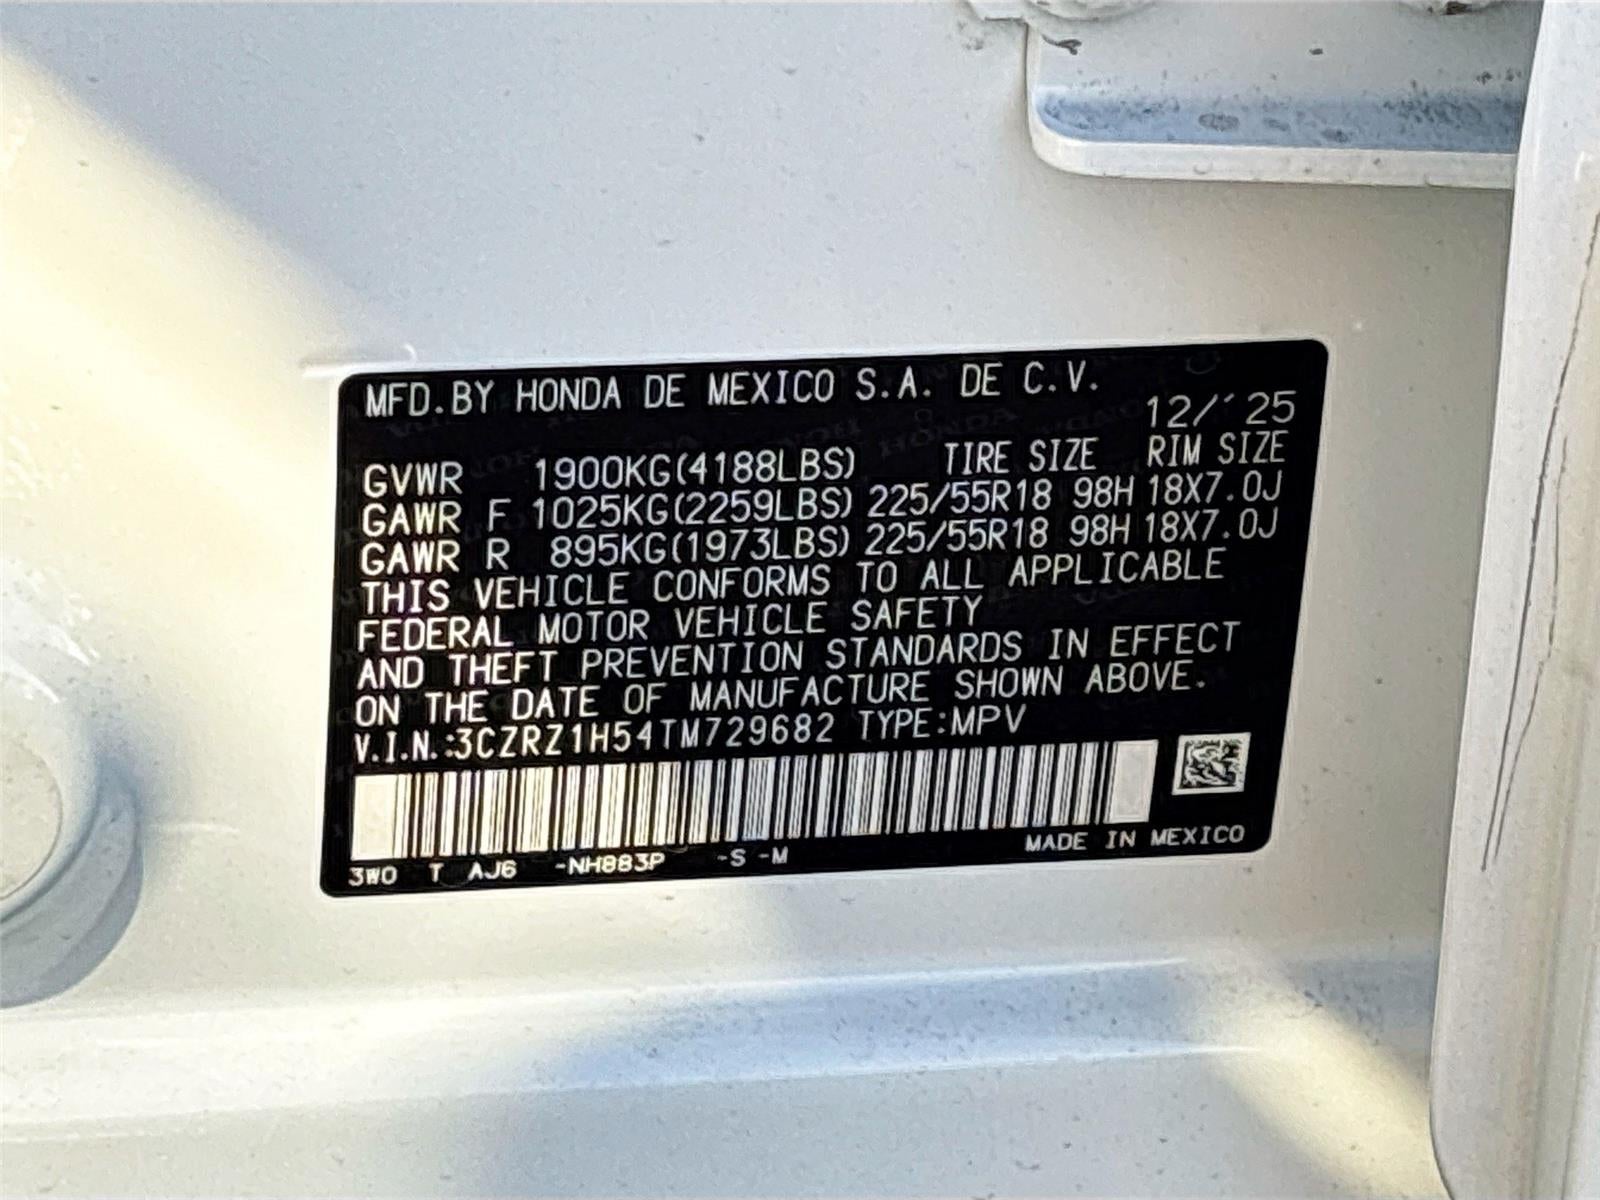 MFD.BY HONDA DE MEXICO S.A. DE C.V.
12/'25
GVWR 1900KG(4188LBS) TIRE SIZE RIM SIZE
GAWR F 1025KG(2259LBS) 225/55R18 98H 18X7.0J
GAWR R 895KG(1973LBS) 225/55R18 98H 18X7.0J
THIS VEHICLE CONFORMS TO ALL APPLICABLE
FEDERAL MOTOR VEHICLE SAFETY
AND THEFT PREVENTION STANDARDS IN EFFECT
ON THE DATE OF MANUFACTURE SHOWN ABOVE.
V.I.N.:3CZRZ1H54TM729682 TYPE:MPV
3W0 T AJ6 -NH883P -S -M MADE IN MEXICO